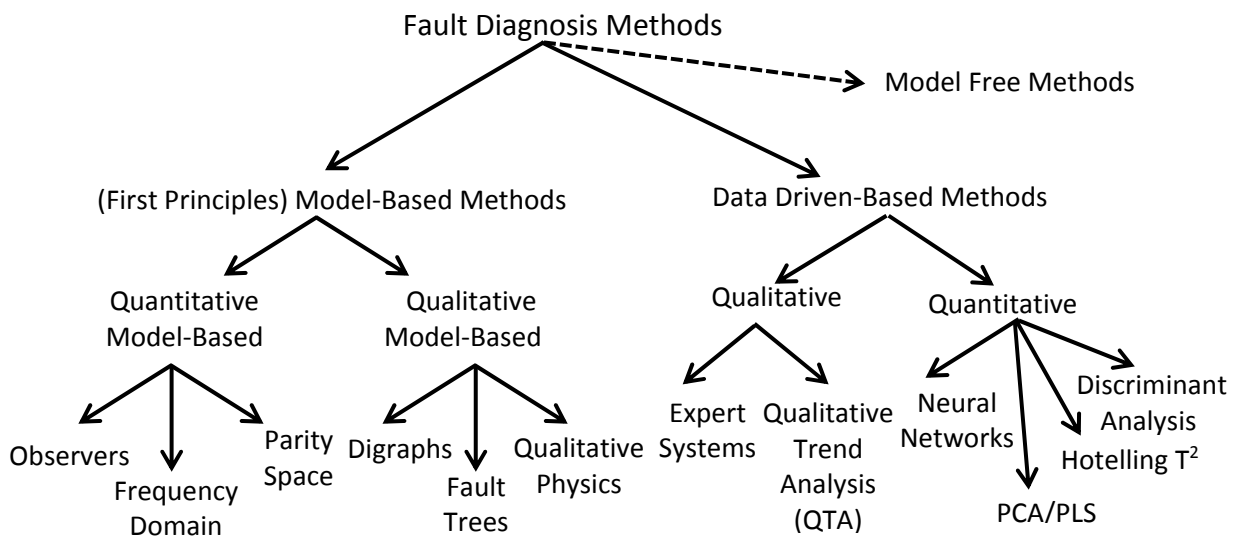 Fault Diagnosis Methods
Model Free Methods
(First Principles) Model-Based Methods
Data Driven-Based Methods
Quantitative
Model-Based
Qualitative
Model-Based
Qualitative
Quantitative
Observers
Frequency
Domain
Parity
Space
Digraphs
Fault
Trees
Qualitative
Physics
Expert
Systems
Qualitative
Trend
Analysis
(QTA)
Neural
Networks
PCA/PLS
Hotelling T²
Discriminant
Analysis